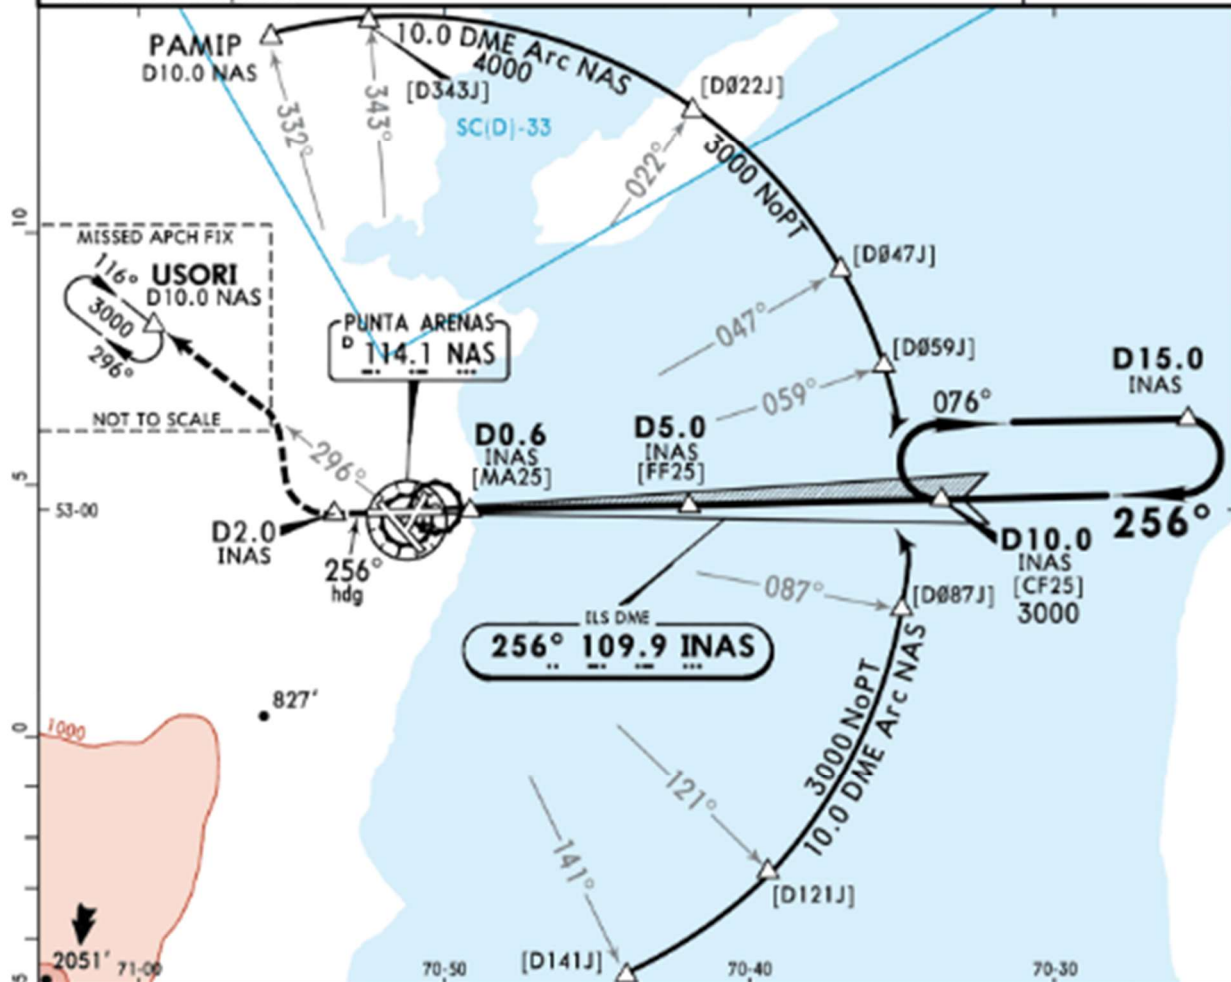 PAMIP
D10.0 NAS
10.0 DME Arc NAS
4000
[D343J]
332°
343°
SC(D)-33
[DØ22J]
022°
3000 NoPT
10
MISSED APCH FIX
USORI
D10.0 NAS
116°
3000
296°
NOT TO SCALE
PUNTA ARENAS
D 114.1 NAS
[DØ47J]
047°
[DØ59J]
059°
D15.0
INAS
076°
296°
D0.6
INAS
[MA25]
D5.0
INAS
[FF25]
5
53-00
D2.0
INAS
256°
hdg
256°
D10.0
INAS
[CF25]
3000
087°
[DØ87J]
ILS DME
256° 109.9 INAS
827'
0
1000
3000 NoPT
10.0 DME Arc NAS
121°
[D121J]
141°
[D141J]
2051'
5
71-00
70-50
70-40
70-30